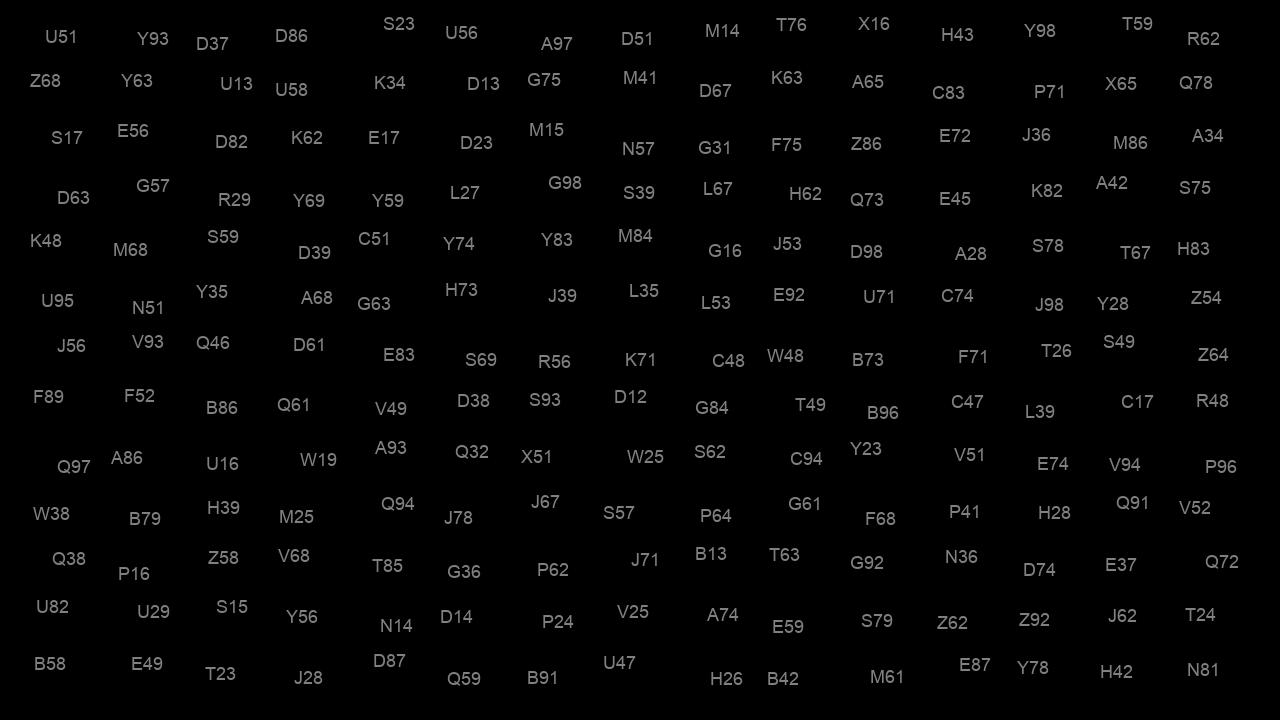 U51 Y93 D37 D86 S23 U56 A97 D51 M14 T76 X16 H43 Y98 T59 R62
Z68 Y63 U13 U58 K34 D13 G75 M41 D67 K63 A65 C83 P71 X65 Q78
S17 E56 D82 K62 E17 D23 M15 N57 G31 F75 Z86 E72 J36 M86 A34
D63 G57 R29 Y69 Y59 L27 G98 S39 L67 H62 Q73 E45 K82 A42 S75
K48 M68 S59 D39 C51 Y74 Y83 M84 G16 J53 D98 A28 S78 T67 H83
U95 N51 Y35 A68 G63 H73 J39 L35 L53 E92 U71 C74 J98 Y28 Z54
J56 V93 Q46 D61 E83 S69 R56 K71 C48 W48 B73 F71 T26 S49 Z64
F89 F52 B86 Q61 V49 D38 S93 D12 G84 T49 B96 C47 L39 C17 R48
Q97 A86 U16 W19 A93 Q32 X51 W25 S62 C94 Y23 V51 E74 V94 P96
W38 B79 H39 M25 Q94 J78 J67 S57 P64 G61 F68 P41 H28 Q91 V52
Q38 P16 Z58 V68 T85 G36 P62 J71 B13 T63 G92 N36 D74 E37 Q72
U82 U29 S15 Y56 N14 D14 P24 V25 A74 E59 S79 Z62 Z92 J62 T24
B58 E49 T23 J28 D87 Q59 B91 U47 H26 B42 M61 E87 Y78 H42 N81